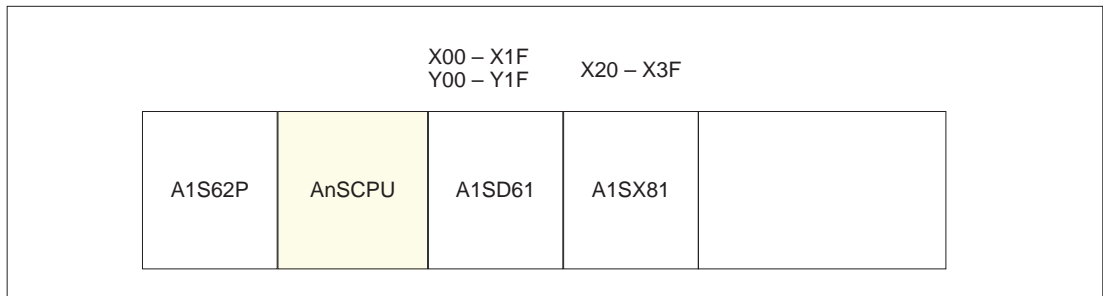 X00 – X1F
Y00 – Y1F
X20 – X3F
A1S62P
AnSCPU
A1SD61
A1SX81